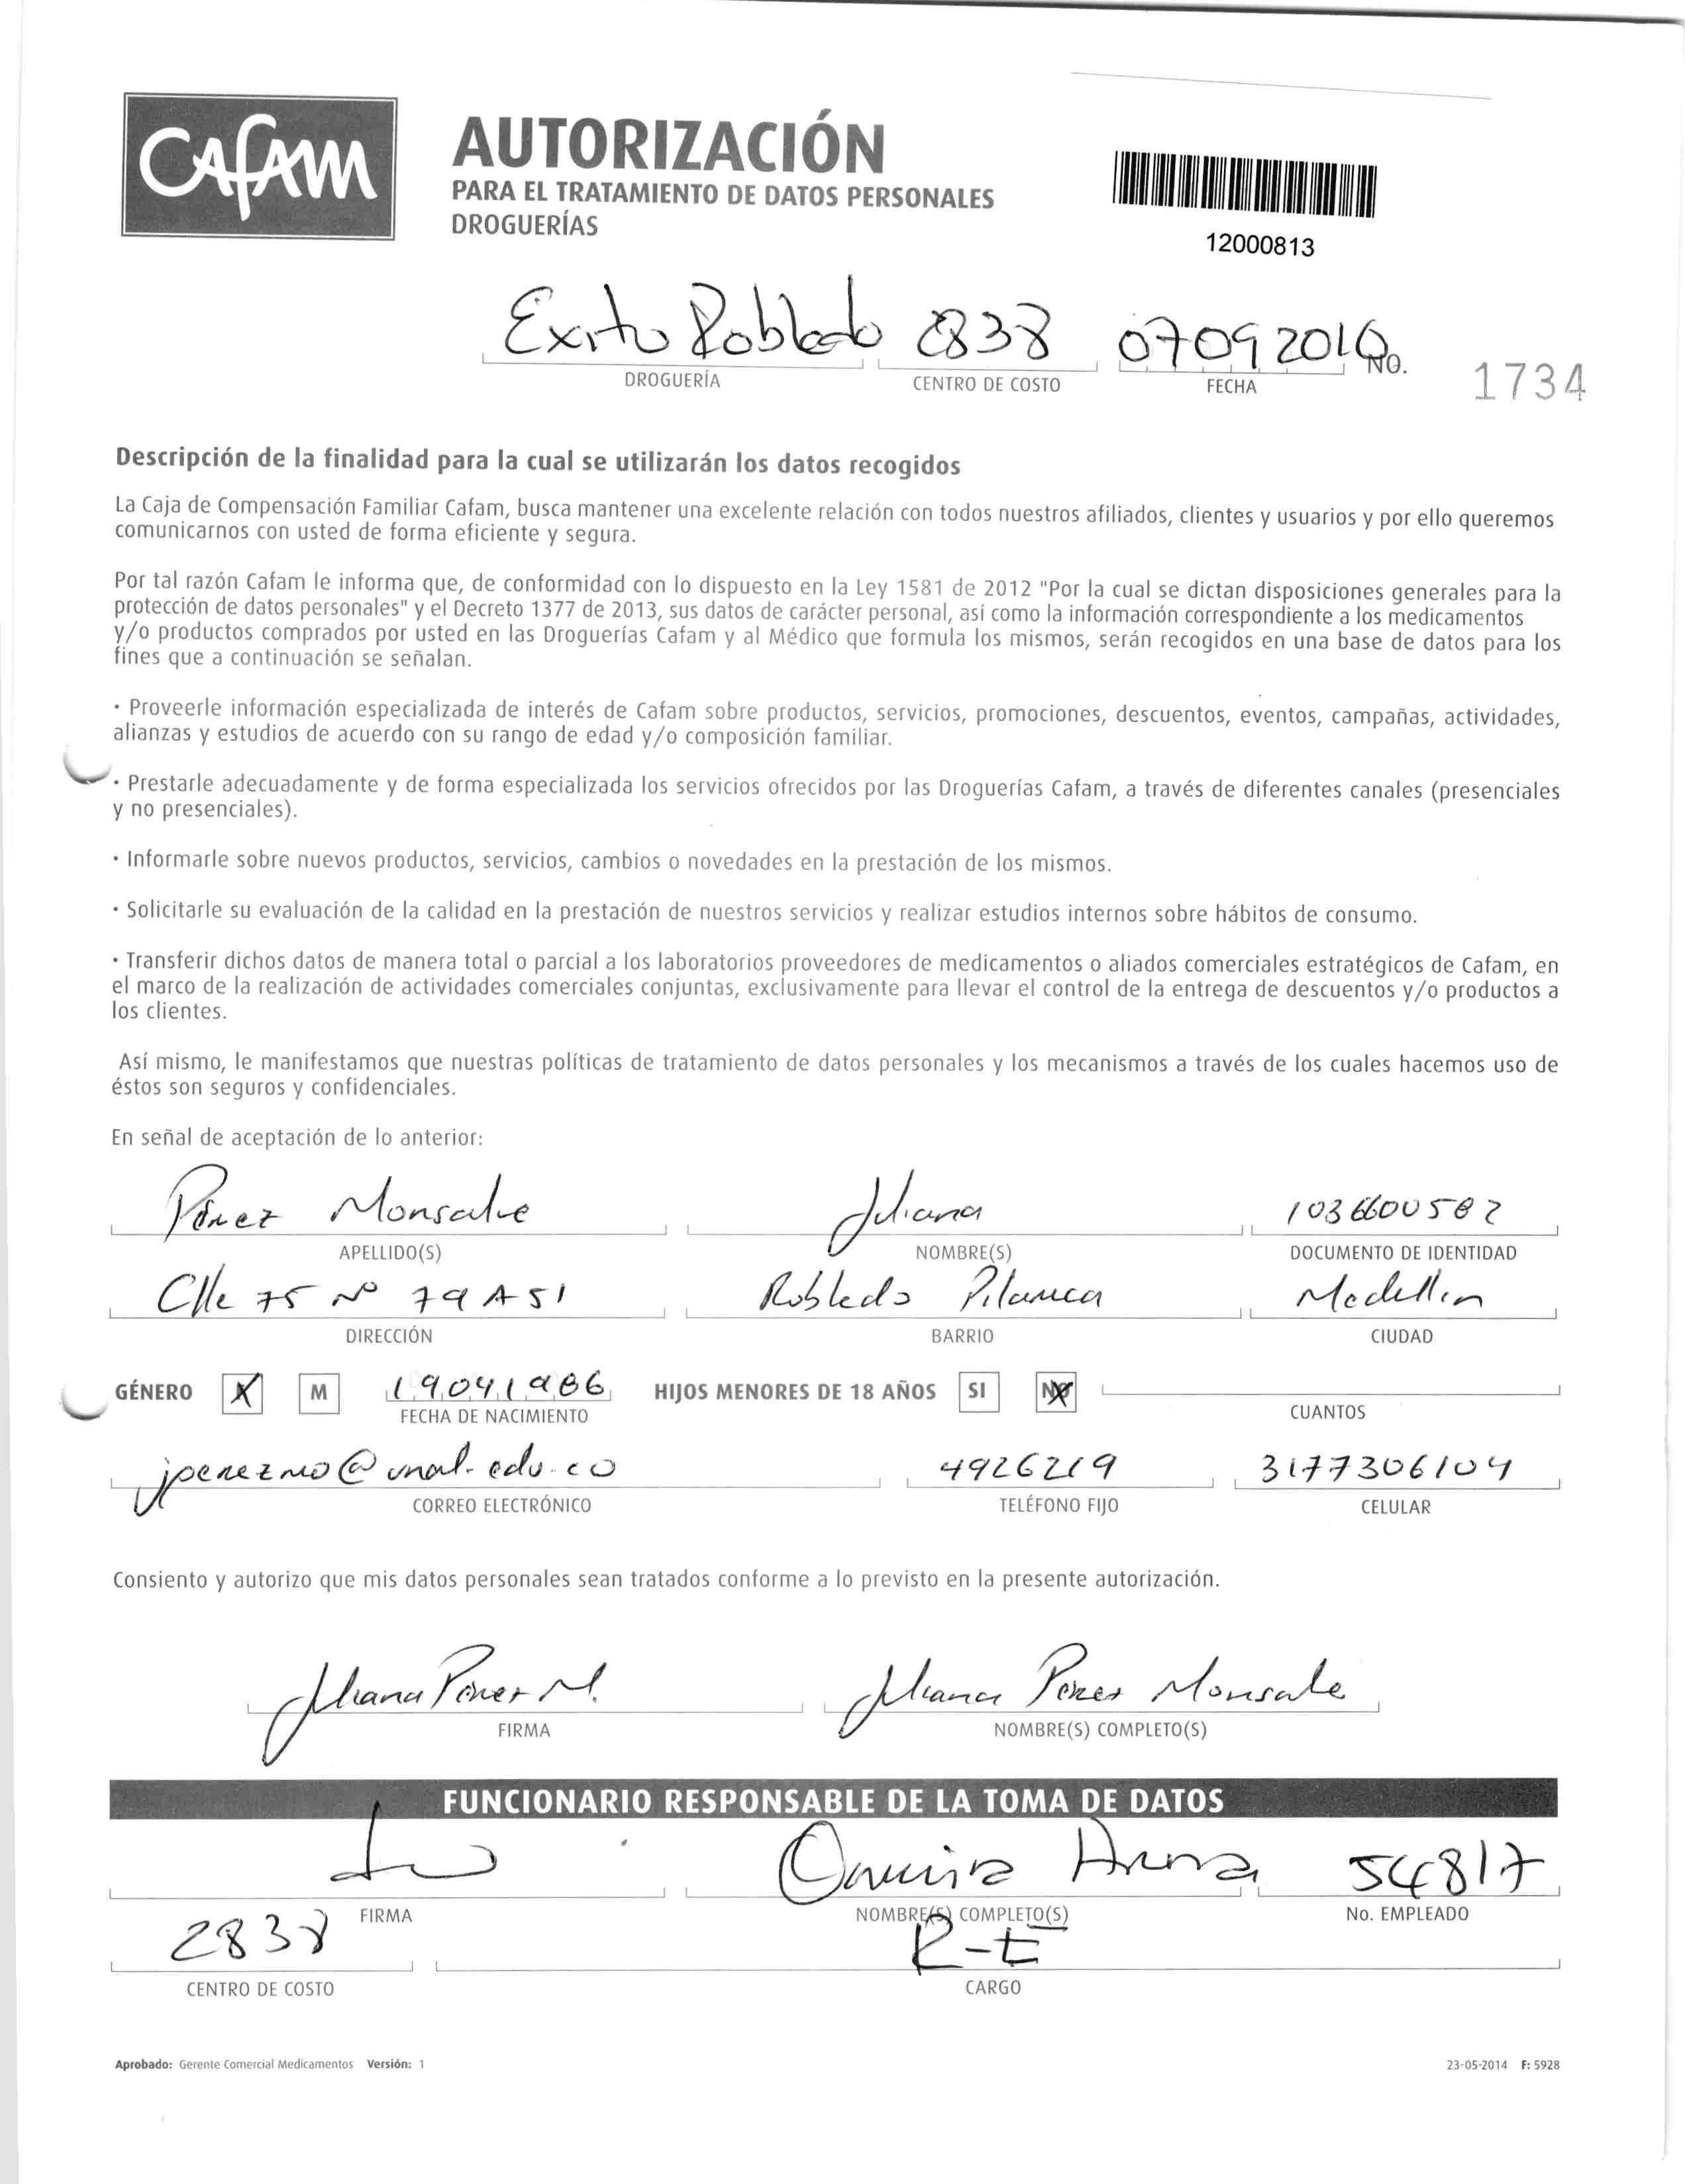 CAFAM
AUTORIZACIÓN
PARA EL TRATAMIENTO DE DATOS PERSONALES
DROGUERÍAS
12000813
Exito Robledo 2838 07092016
DROGUERÍA CENTRO DE COSTO FECHA
No. 1734
Descripción de la finalidad para la cual se utilizarán los datos recogidos
La Caja de Compensación Familiar Cafam, busca mantener una excelente relación con todos nuestros afiliados, clientes y usuarios y por ello queremos
comunicarnos con usted de forma eficiente y segura.
Por tal razón Cafam le informa que, de conformidad con lo dispuesto en la Ley 1581 de 2012 "Por la cual se dictan disposiciones generales para la
protección de datos personales" y el Decreto 1377 de 2013, sus datos de carácter personal, así como la información correspondiente a los medicamentos
y/o productos comprados por usted en las Droguerías Cafam y al Médico que formula los mismos, serán recogidos en una base de datos para los
fines que a continuación se señalan.
· Proveerle información especializada de interés de Cafam sobre productos, servicios, promociones, descuentos, eventos, campañas, actividades,
alianzas y estudios de acuerdo con su rango de edad y/o composición familiar.
· Prestarle adecuadamente y de forma especializada los servicios ofrecidos por las Droguerías Cafam, a través de diferentes canales (presenciales
y no presenciales).
· Informarle sobre nuevos productos, servicios, cambios o novedades en la prestación de los mismos.
· Solicitarle su evaluación de la calidad en la prestación de nuestros servicios y realizar estudios internos sobre hábitos de consumo.
· Transferir dichos datos de manera total o parcial a los laboratorios proveedores de medicamentos o aliados comerciales estratégicos de Cafam, en
el marco de la realización de actividades comerciales conjuntas, exclusivamente para llevar el control de la entrega de descuentos y/o productos a
los clientes.
Así mismo, le manifestamos que nuestras políticas de tratamiento de datos personales y los mecanismos a través de los cuales hacemos uso de
éstos son seguros y confidenciales.
En señal de aceptación de lo anterior:
Pérez Monsalve Juliana 1036600582
APELLIDO(S) NOMBRE(S) DOCUMENTO DE IDENTIDAD
Clle 75 Nº 79 A 51 Robledo Pilarica Medellin
DIRECCIÓN BARRIO CIUDAD
GÉNERO X M 19041986 HIJOS MENORES DE 18 AÑOS SI NO
FECHA DE NACIMIENTO CUANTOS
jperezmo@unal.edu.co 4926219 3177306104
CORREO ELECTRÓNICO TELÉFONO FIJO CELULAR
Consiento y autorizo que mis datos personales sean tratados conforme a lo previsto en la presente autorización.
Juliana Pérez M. Juliana Perez Monsalve
FIRMA NOMBRE(S) COMPLETO(S)
FUNCIONARIO RESPONSABLE DE LA TOMA DE DATOS
54817
FIRMA NOMBRE(S) COMPLETO(S) No. EMPLEADO
2838 R-E
CENTRO DE COSTO CARGO
Aprobado: Gerente Comercial Medicamentos Versión: 1 23-05-2014 F: 5928